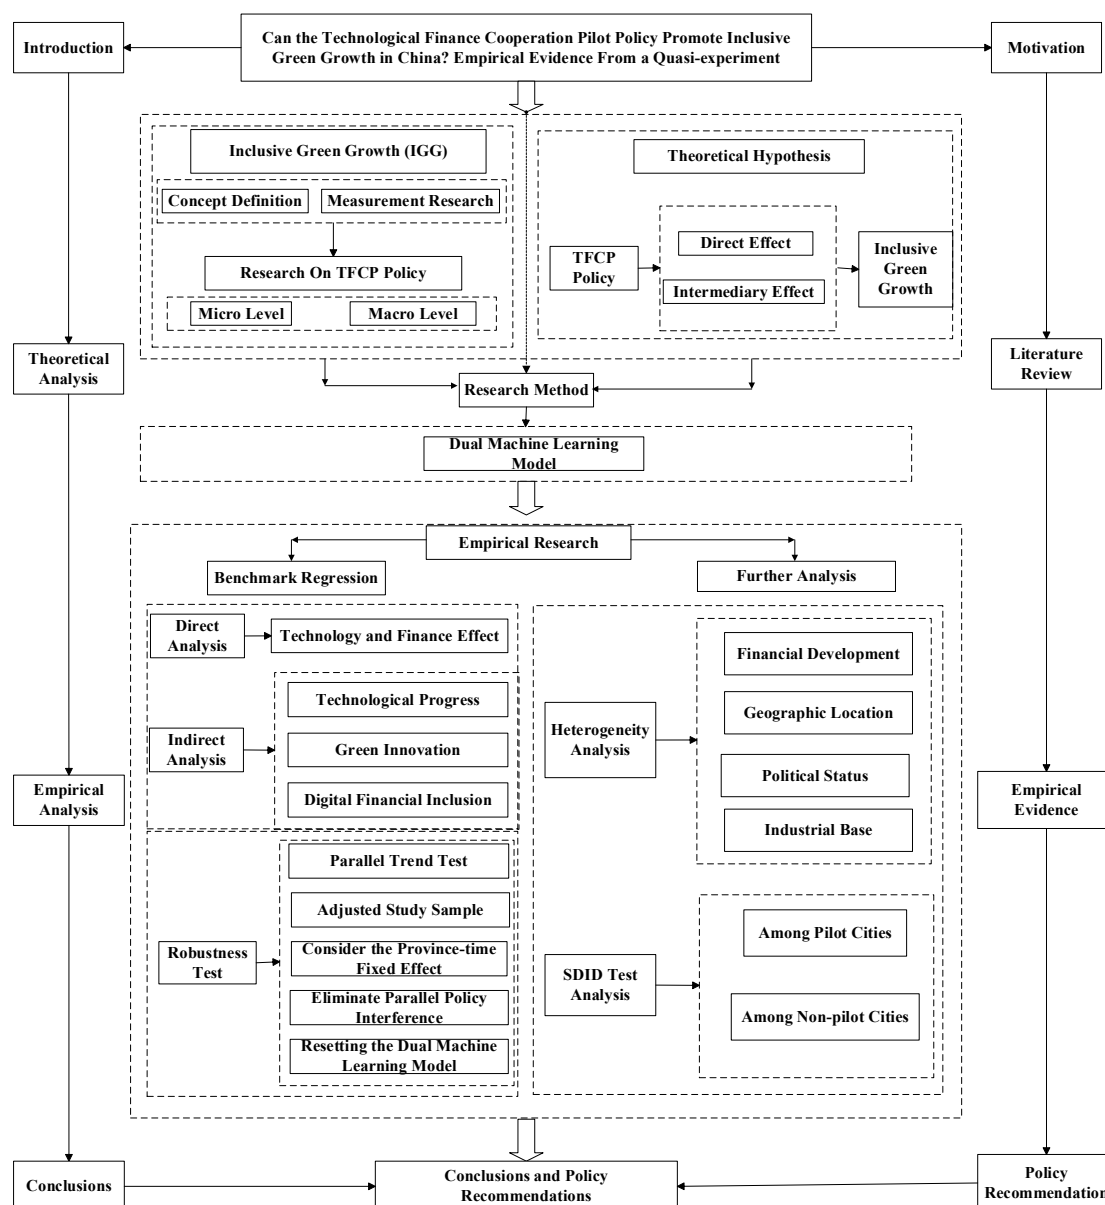 Introduction
Can the Technological Finance Cooperation Pilot Policy Promote Inclusive
Green Growth in China? Empirical Evidence From a Quasi-experiment
Motivation
Inclusive Green Growth (IGG)
Concept Definition
Measurement Research
Research On TFCP Policy
Micro Level
Macro Level
Theoretical Hypothesis
TFCP
Policy
Direct Effect
Intermediary Effect
Inclusive
Green
Growth
Theoretical
Analysis
Literature
Review
Research Method
Dual Machine Learning
Model
Empirical Research
Benchmark Regression
Further Analysis
Direct
Analysis
Technology and Finance Effect
Indirect
Analysis
Technological Progress
Green Innovation
Digital Financial Inclusion
Robustness
Test
Parallel Trend Test
Adjusted Study Sample
Consider the Province-time
Fixed Effect
Eliminate Parallel Policy
Interference
Resetting the Dual Machine
Learning Model
Heterogeneity
Analysis
Financial Development
Geographic Location
Political Status
Industrial Base
SDID Test
Analysis
Among Pilot Cities
Among Non-pilot Cities
Empirical
Analysis
Empirical
Evidence
Conclusions
Conclusions and Policy
Recommendations
Policy
Recommendation